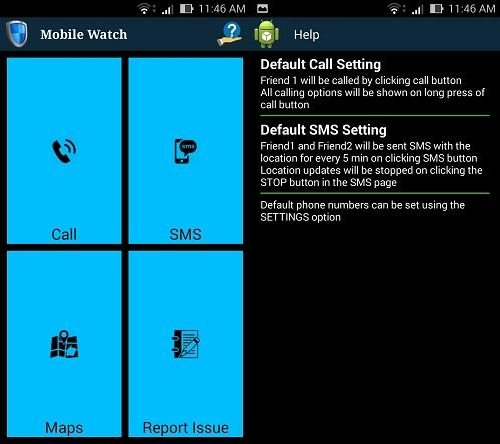 11:46 AM
Mobile Watch
Call
SMS
sms
Maps
Report Issue
11:46 AM
Help
Default Call Setting
Friend 1 will be called by clicking call button
All calling options will be shown on long press of
call button
Default SMS Setting
Friend1 and Friend2 will be sent SMS with the
location for every 5 min on clicking SMS button
Location updates will be stopped on clicking the
STOP button in the SMS page
Default phone numbers can be set using the
SETTINGS option